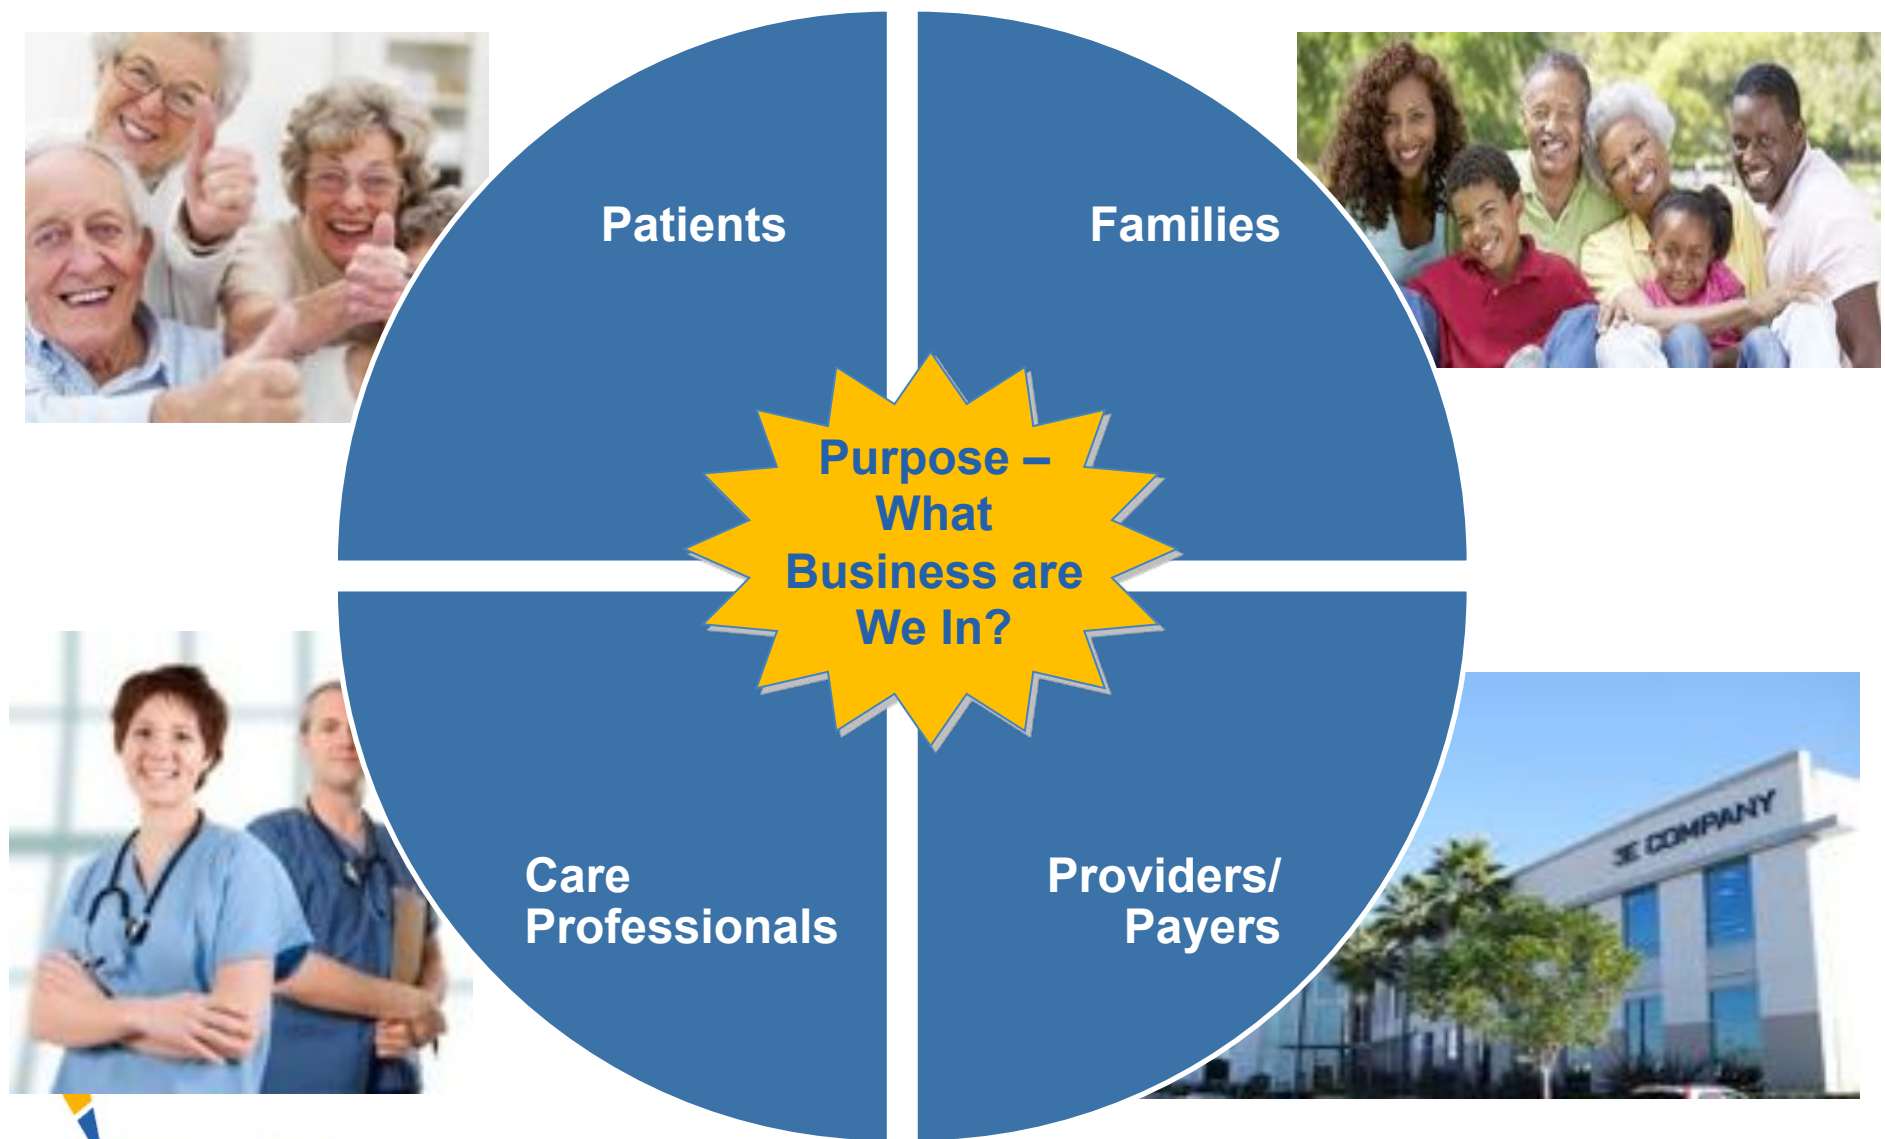 Patients
Families
Purpose –
What
Business are
We In?
Care
Professionals
Providers/
Payers
3E COMPANY